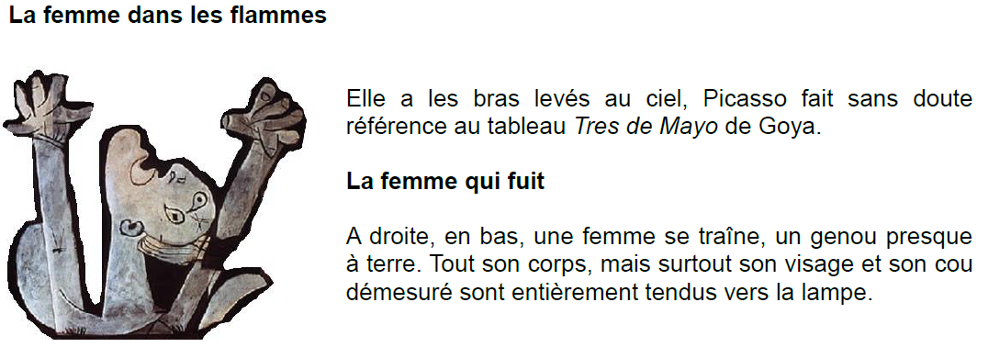 La femme dans les flammes
Elle a les bras levés au ciel, Picasso fait sans doute
référence au tableau Tres de Mayo de Goya.
La femme qui fuit
A droite, en bas, une femme se traîne, un genou presque
à terre. Tout son corps, mais surtout son visage et son cou
démesuré sont entièrement tendus vers la lampe.